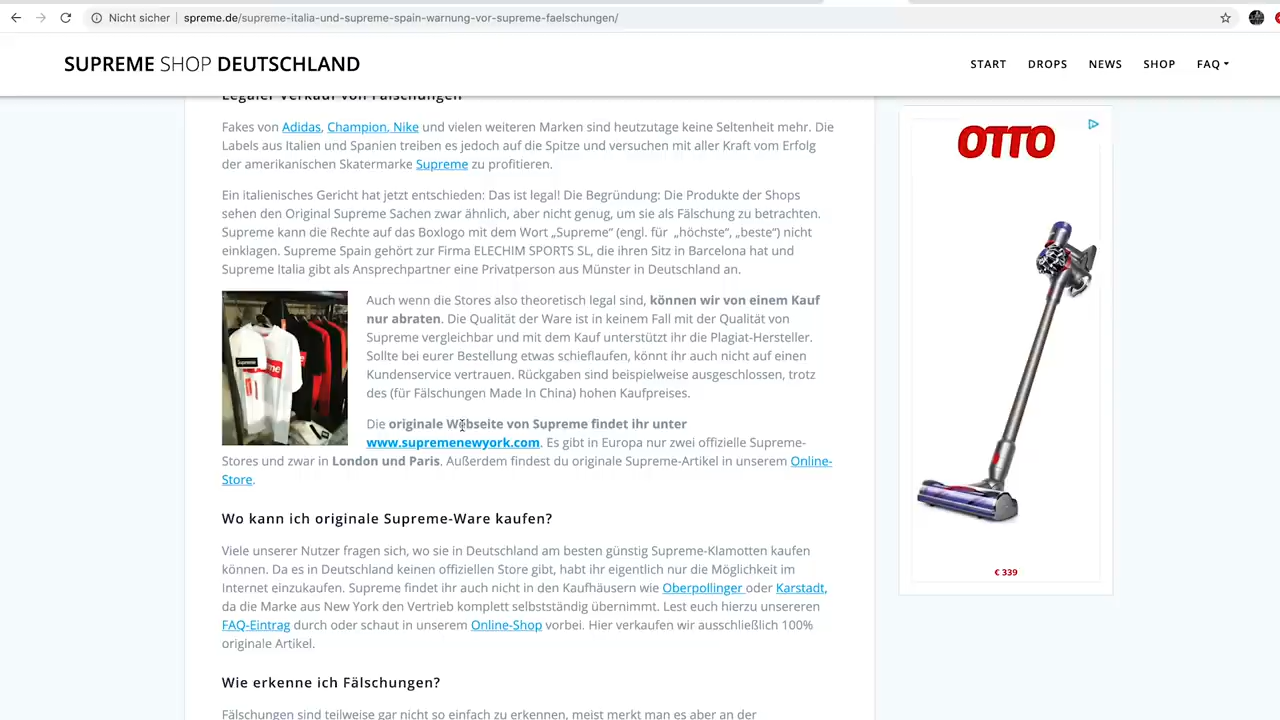 Nicht sicher | spreme.de/supreme-italia-und-supreme-spain-warnung-vor-supreme-faelschungen/
SUPREME SHOP DEUTSCHLAND
START DROPS NEWS SHOP FAQ
Legaler Verkauf von Fälschungen
Fakes von Adidas, Champion, Nike und vielen weiteren Marken sind heutzutage keine Seltenheit mehr. Die
Labels aus Italien und Spanien treiben es jedoch auf die Spitze und versuchen mit aller Kraft vom Erfolg
der amerikanischen Skatermarke Supreme zu profitieren.
Ein italienisches Gericht hat jetzt entschieden: Das ist legal! Die Begründung: Die Produkte der Shops
sehen den Original Supreme Sachen zwar ähnlich, aber nicht genug, um sie als Fälschung zu betrachten.
Supreme kann die Rechte auf das Boxlogo mit dem Wort „Supreme“ (engl. für „höchste“, „beste“) nicht
einklagen. Supreme Spain gehört zur Firma ELECHIM SPORTS SL, die ihren Sitz in Barcelona hat und
Supreme Italia gibt als Ansprechpartner eine Privatperson aus Münster in Deutschland an.
Auch wenn die Stores also theoretisch legal sind, können wir von einem Kauf
nur abraten. Die Qualität der Ware ist in keinem Fall mit der Qualität von
Supreme vergleichbar und mit dem Kauf unterstützt ihr die Plagiat-Hersteller.
Sollte bei eurer Bestellung etwas schieflaufen, könnt ihr auch nicht auf einen
Kundenservice vertrauen. Rückgaben sind beispielweise ausgeschlossen, trotz
des (für Fälschungen Made In China) hohen Kaufpreises.
Die originale Webseite von Supreme findet ihr unter
www.supremenewyork.com. Es gibt in Europa nur zwei offizielle Supreme-
Stores und zwar in London und Paris. Außerdem findest du originale Supreme-Artikel in unserem Online-
Store.
Wo kann ich originale Supreme-Ware kaufen?
Viele unserer Nutzer fragen sich, wo sie in Deutschland am besten günstig Supreme-Klamotten kaufen
können. Da es in Deutschland keinen offiziellen Store gibt, habt ihr eigentlich nur die Möglichkeit im
Internet einzukaufen. Supreme findet ihr auch nicht in den Kaufhäusern wie Oberpollinger oder Karstadt,
da die Marke aus New York den Vertrieb komplett selbstständig übernimmt. Lest euch hierzu unsereren
FAQ-Eintrag durch oder schaut in unserem Online-Shop vorbei. Hier verkaufen wir ausschließlich 100%
originale Artikel.
Wie erkenne ich Fälschungen?
Fälschungen sind teilweise gar nicht so einfach zu erkennen, meist merkt man es aber an der
OTTO
€ 339